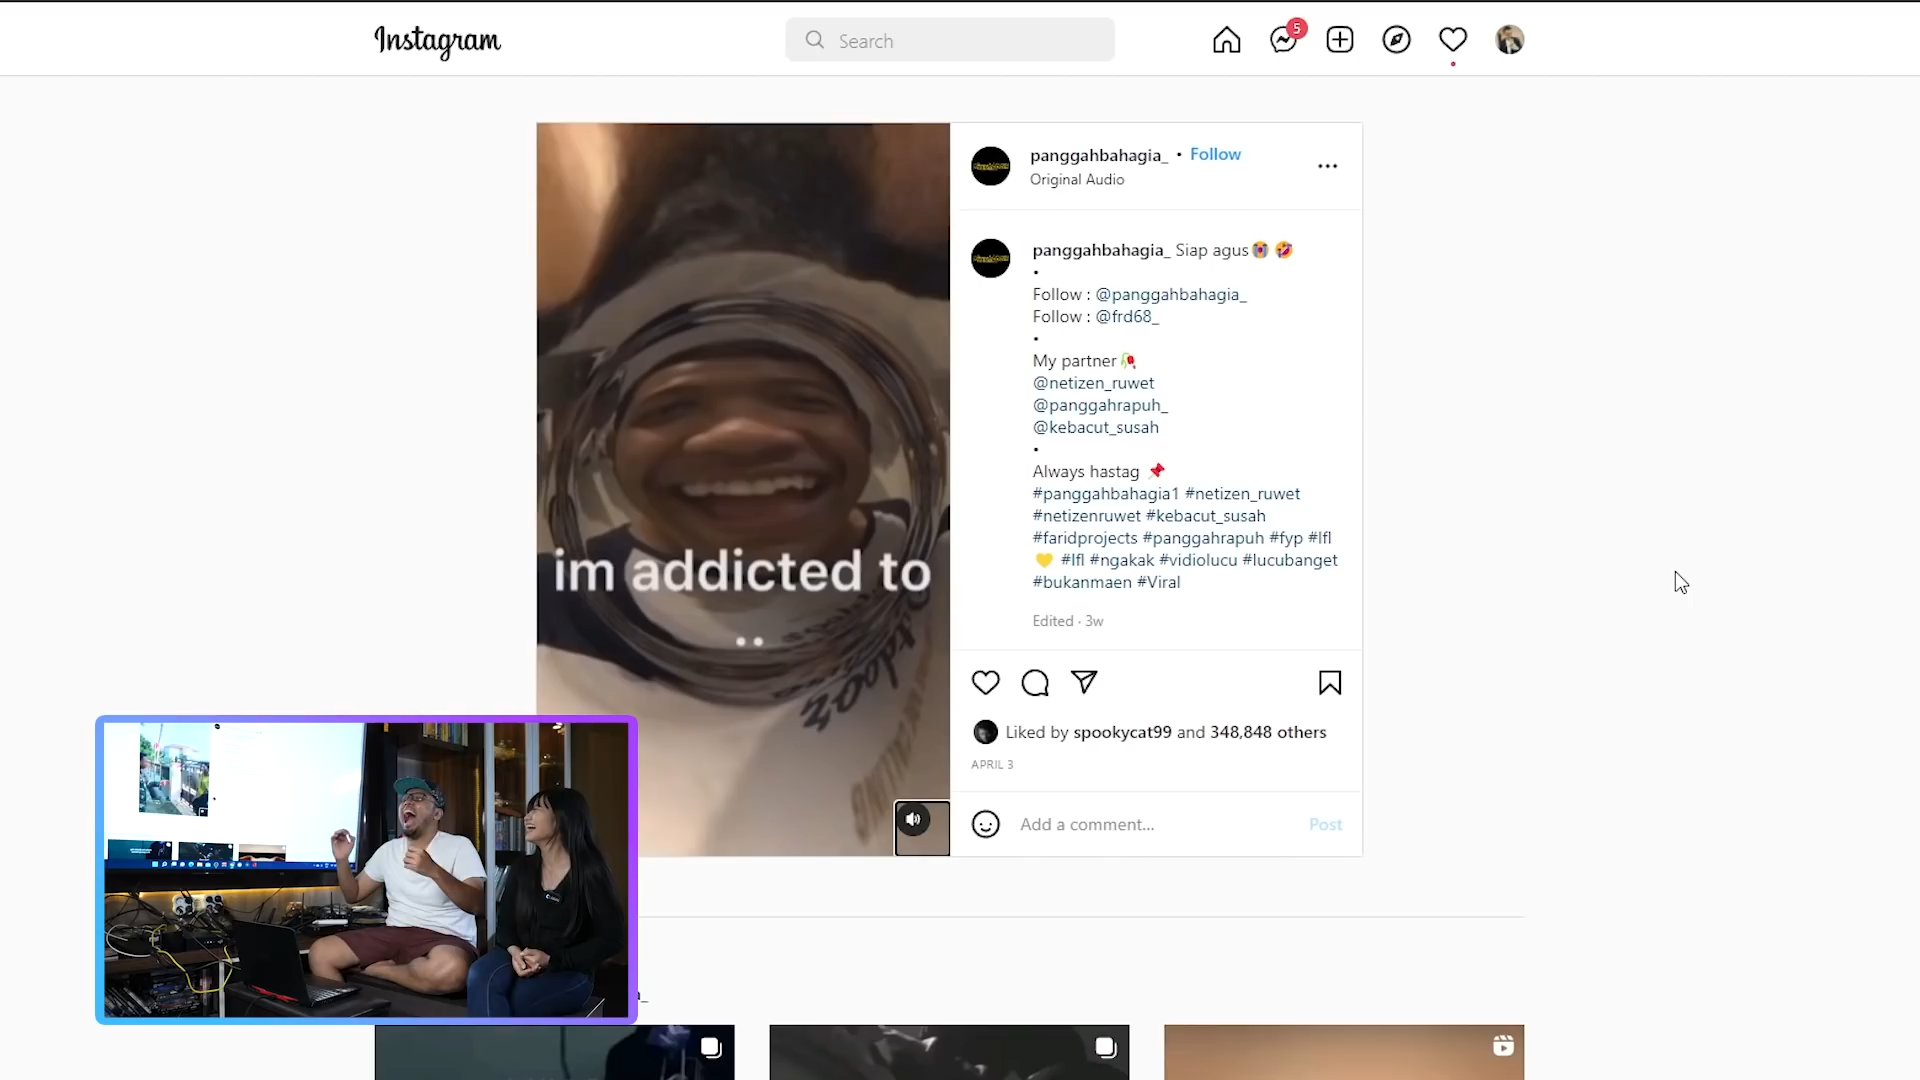 Instagram
Search
5
panggahbahagia_ • Follow
Original Audio
panggahbahagia_ Siap agus😭🤣
•
Follow : @panggahbahagia_
Follow : @frd68_
•
My partner🥀
@netizen_ruwet
@panggahrapuh_
@kebacut_susah
•
Always hastag 📌
#panggahbahagia1 #netizen_ruwet
#netizenruwet #kebacut_susah
#faridprojects #panggahrapuh #fyp #lfl
💛 #lfl #ngakak #vidiolucu #lucubanget
#bukanmaen #Viral
Edited · 3w
im addicted to
..
Liked by spookycat99 and 348,848 others
APRIL 3
Add a comment... Post